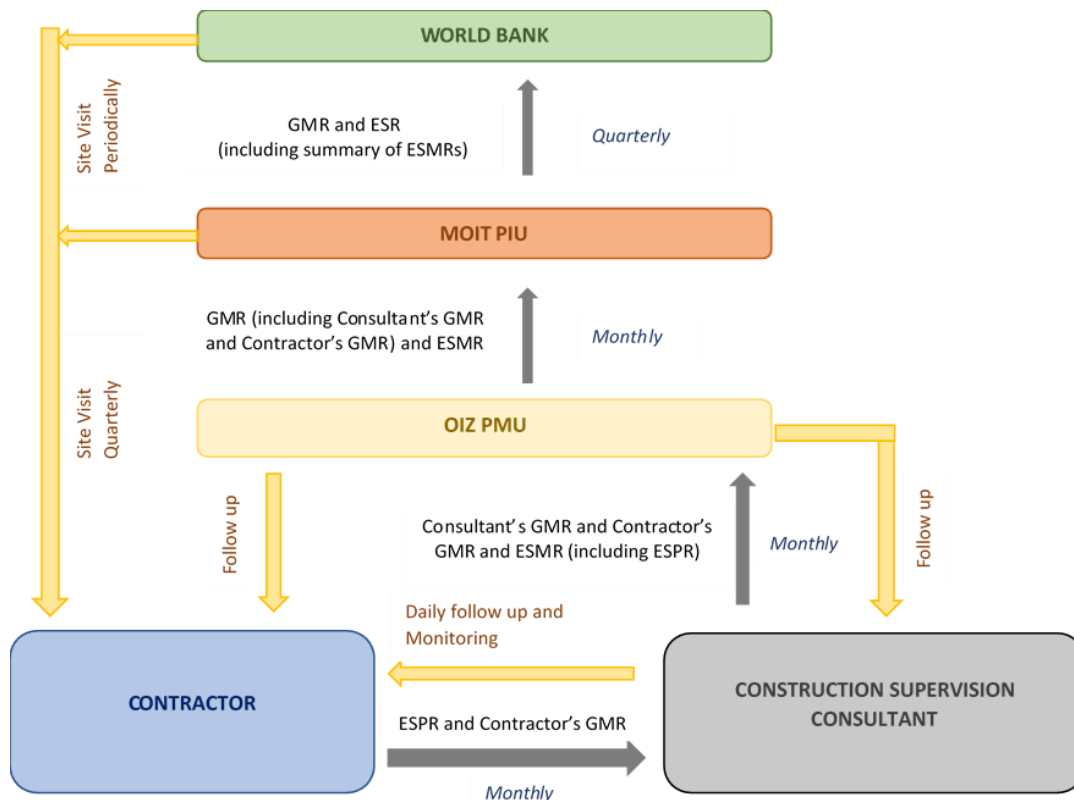 WORLD BANK
Site Visit
Periodically
GMR and ESR
(including summary of ESMRs)
Quarterly
MOIT PIU
GMR (including Consultant's GMR
and Contractor's GMR) and ESMR
Monthly
Site Visit
Quarterly
OIZ PMU
Follow up
Consultant's GMR and Contractor's
GMR and ESMR (including ESPR)
Monthly
Follow up
Daily follow up and
Monitoring
CONTRACTOR
CONSTRUCTION SUPERVISION
CONSULTANT
ESPR and Contractor's GMR
Monthly